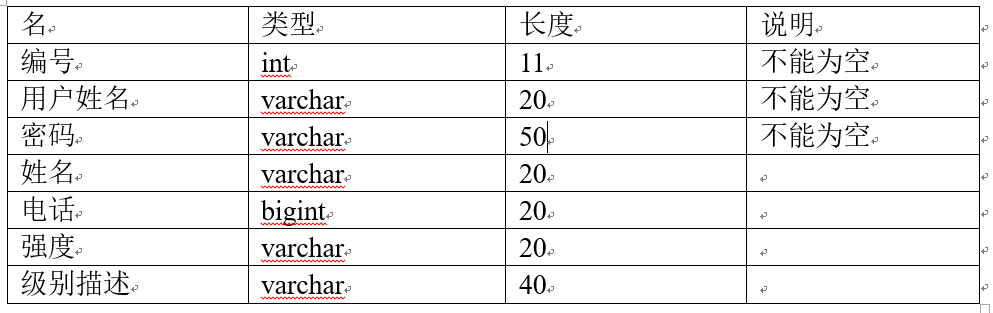 名 类型 长度 说明
编号 int 11 不能为空
用户姓名 varchar 20 不能为空
密码 varchar 50 不能为空
姓名 varchar 20
电话 bigint 20
强度 varchar 20
级别描述 varchar 40